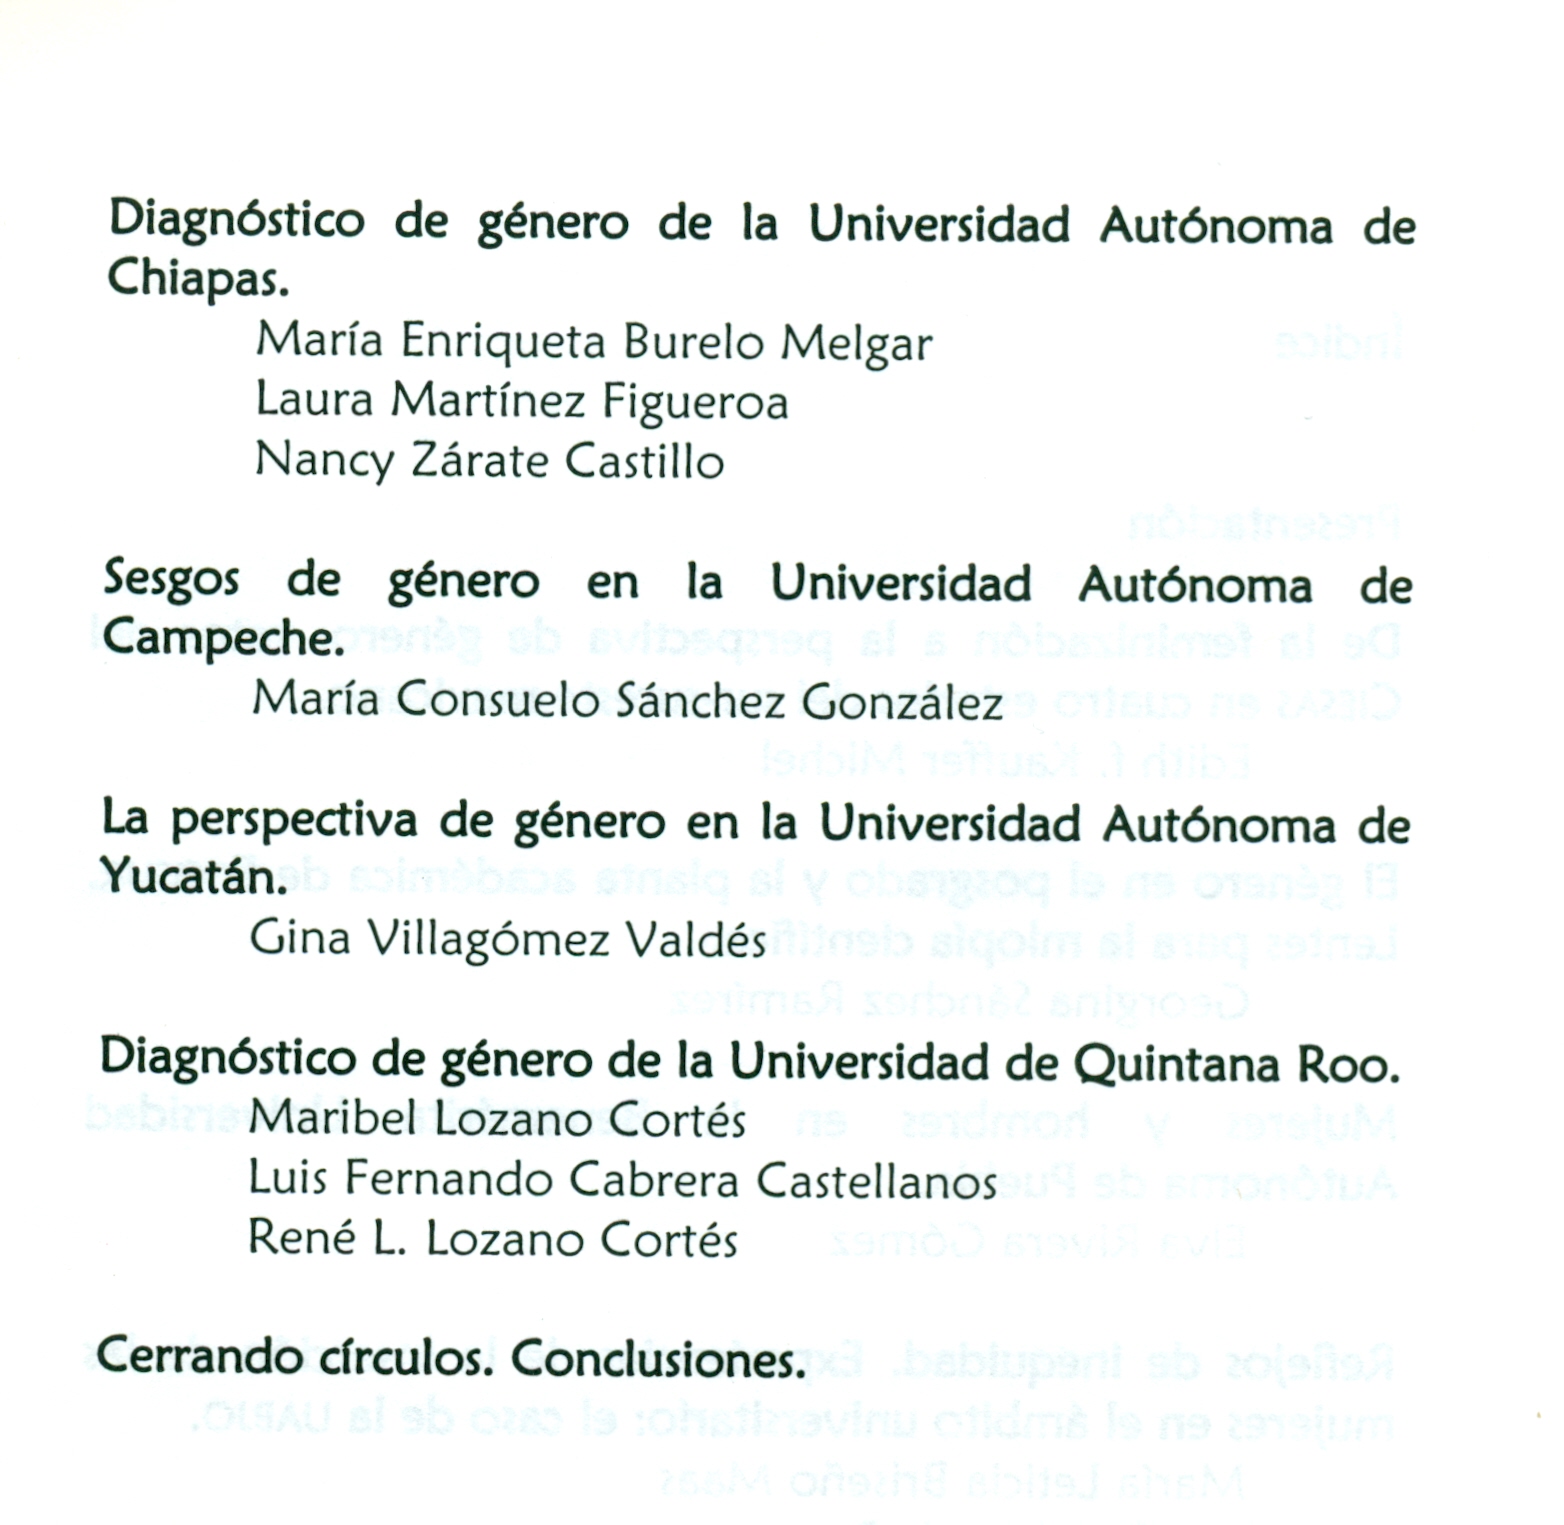 Diagnóstico de género de la Universidad Autónoma de
Chiapas.
María Enriqueta Burelo Melgar
Laura Martínez Figueroa
Nancy Zárate Castillo
Sesgos de género en la Universidad Autónoma de
Campeche.
María Consuelo Sánchez González
La perspectiva de género en la Universidad Autónoma de
Yucatán.
Gina Villagómez Valdés
Diagnóstico de género de la Universidad de Quintana Roo.
Maribel Lozano Cortés
Luis Fernando Cabrera Castellanos
René L. Lozano Cortés
Cerrando círculos. Conclusiones.